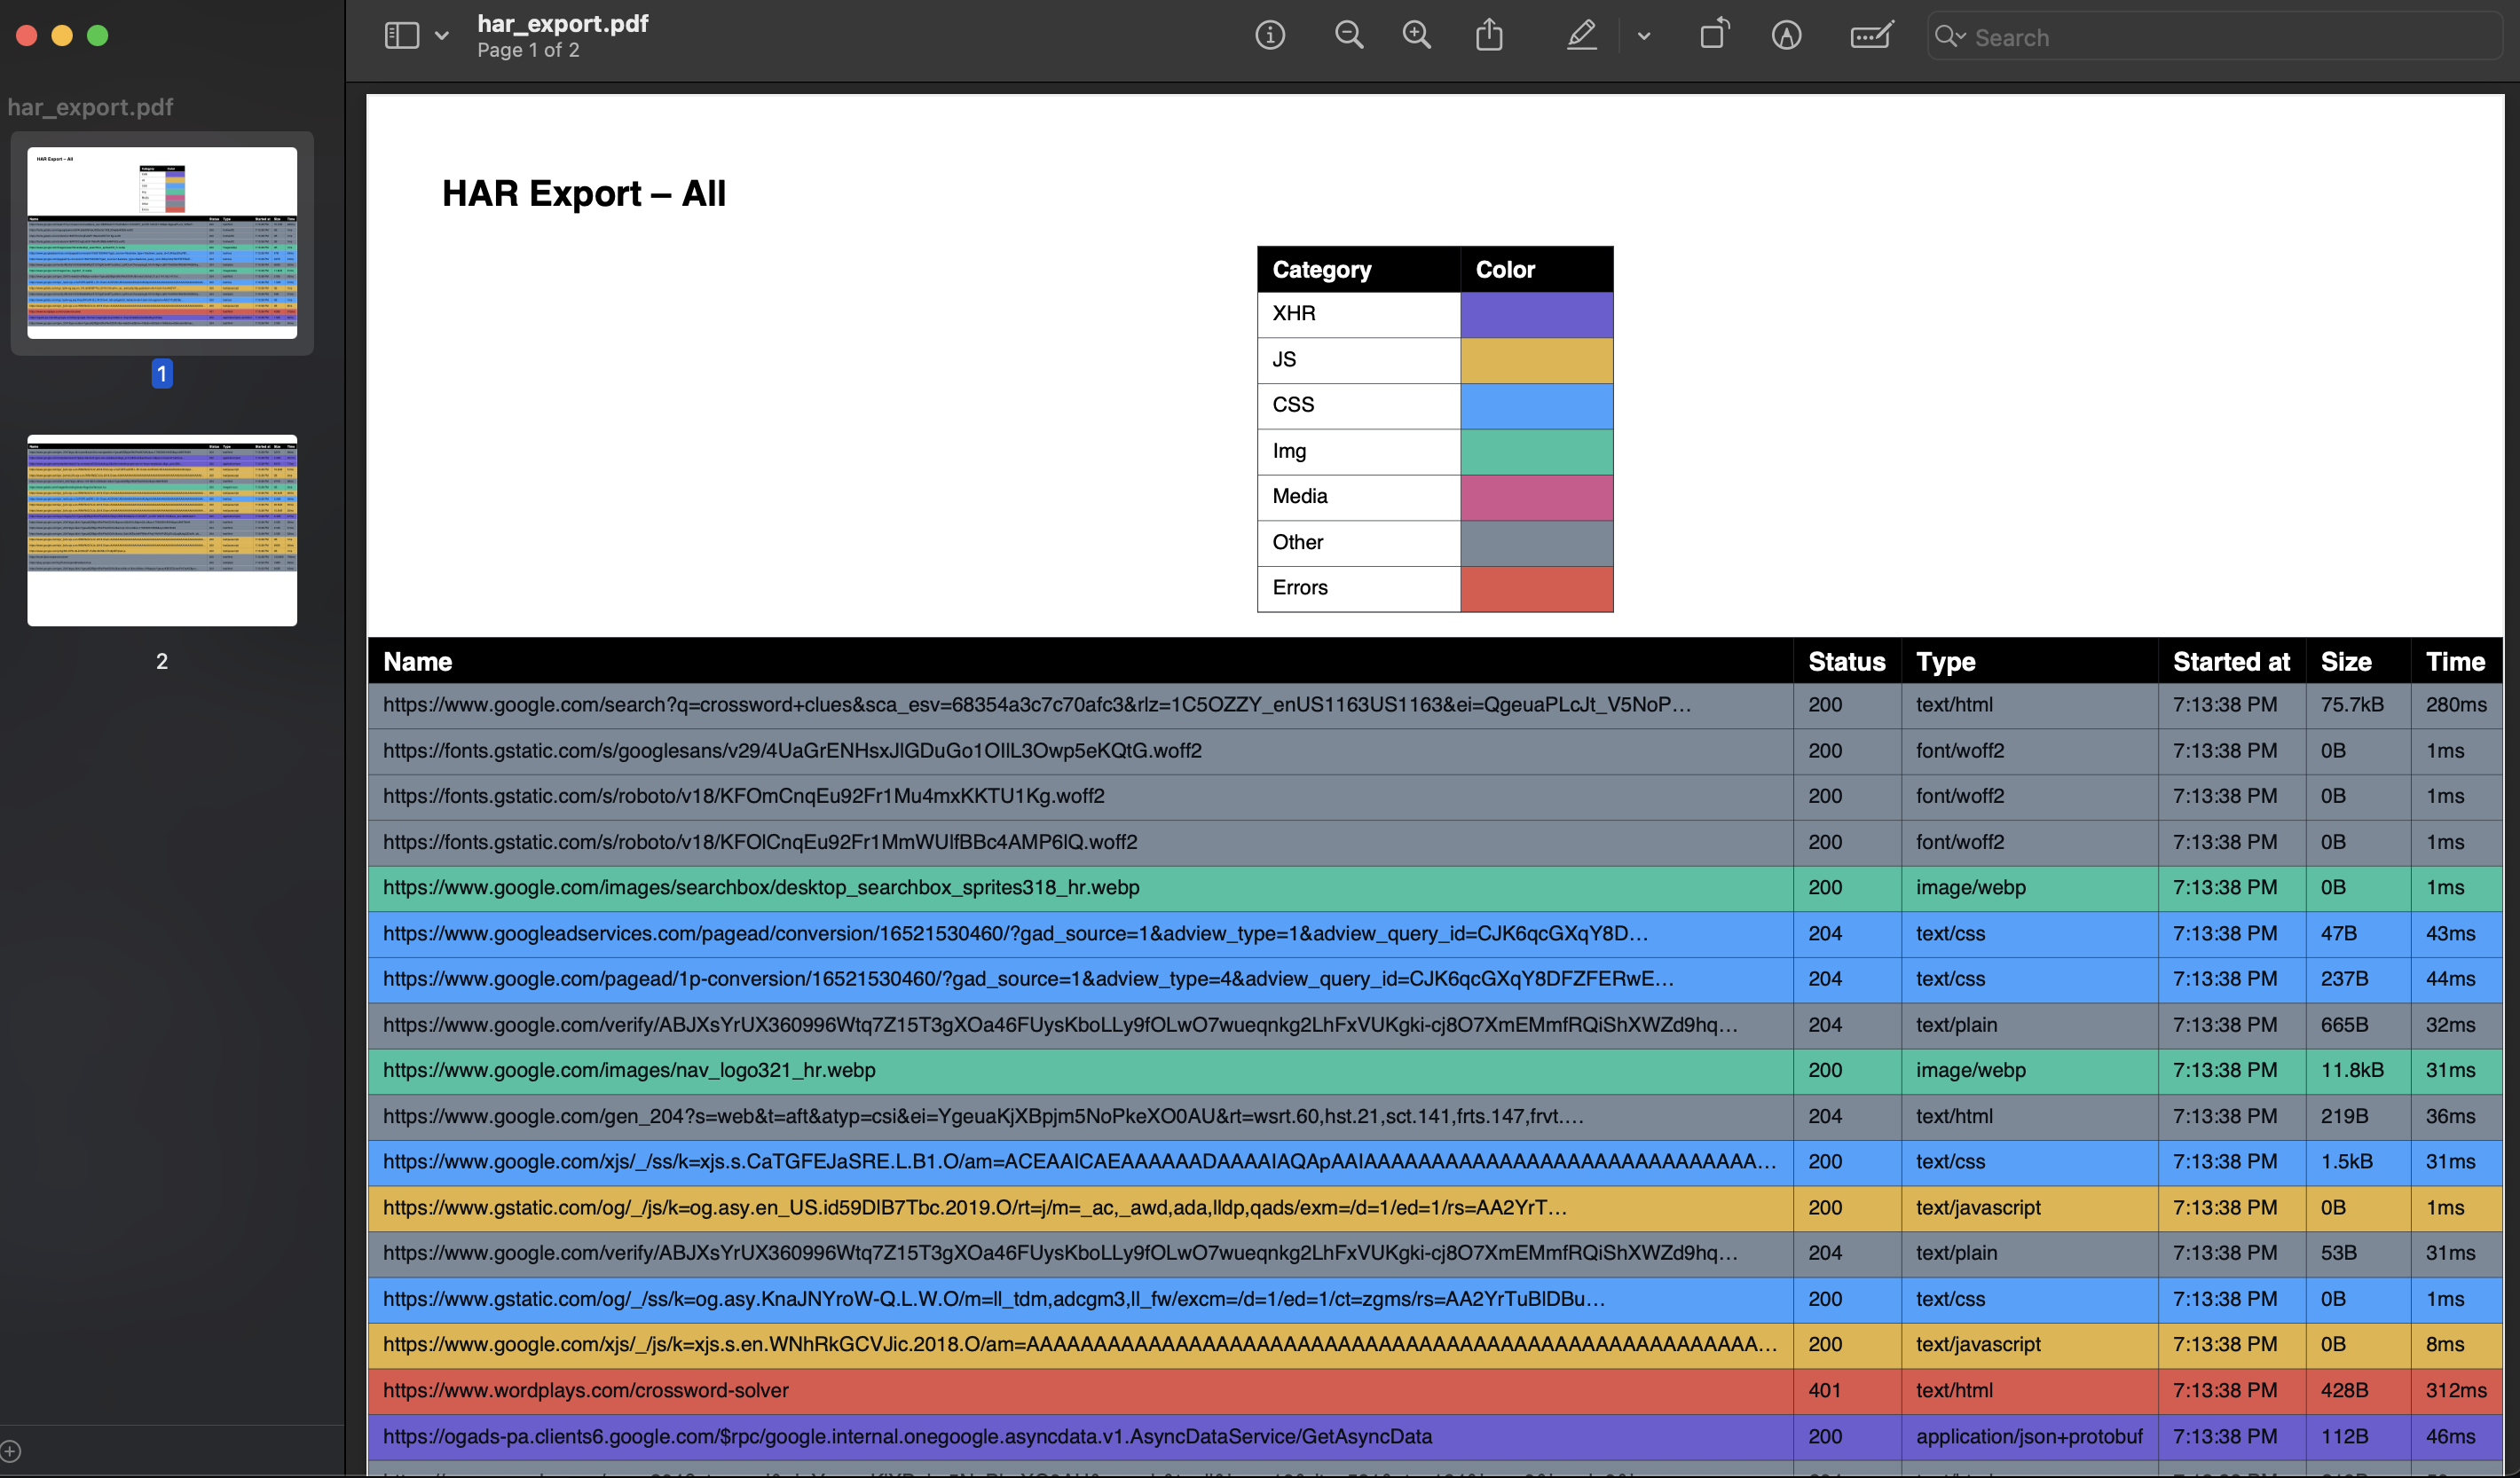 har_export.pdf
Page 1 of 2
Search
har_export.pdf
1
2
HAR Export – All
Category Color
XHR
JS
CSS
Img
Media
Other
Errors
Name Status Type Started at Size Time
https://www.google.com/search?q=crossword+clues&sca_esv=68354a3c7c70afc3&rlz=1C5OZZY_enUS1163US1163&ei=QgeuaPLcJt_V5NoP… 200 text/html 7:13:38 PM 75.7kB 280ms
https://fonts.gstatic.com/s/googlesans/v29/4UaGrENHsxJlGDuGo1OIlL3Owp5eKQtG.woff2 200 font/woff2 7:13:38 PM 0B 1ms
https://fonts.gstatic.com/s/roboto/v18/KFOmCnqEu92Fr1Mu4mxKKTU1Kg.woff2 200 font/woff2 7:13:38 PM 0B 1ms
https://fonts.gstatic.com/s/roboto/v18/KFOlCnqEu92Fr1MmWUlfBBc4AMP6lQ.woff2 200 font/woff2 7:13:38 PM 0B 1ms
https://www.google.com/images/searchbox/desktop_searchbox_sprites318_hr.webp 200 image/webp 7:13:38 PM 0B 1ms
https://www.googleadservices.com/pagead/conversion/16521530460/?gad_source=1&adview_type=1&adview_query_id=CJK6qcGXqY8D… 204 text/css 7:13:38 PM 47B 43ms
https://www.google.com/pagead/1p-conversion/16521530460/?gad_source=1&adview_type=4&adview_query_id=CJK6qcGXqY8DFZFERwE… 204 text/css 7:13:38 PM 237B 44ms
https://www.google.com/verify/ABJXsYrUX360996Wtq7Z15T3gXOa46FUysKboLLy9fOLwO7wueqnkg2LhFxVUKgki-cj8O7XmEMmfRQiShXWZd9hq… 204 text/plain 7:13:38 PM 665B 32ms
https://www.google.com/images/nav_logo321_hr.webp 200 image/webp 7:13:38 PM 11.8kB 31ms
https://www.google.com/gen_204?s=web&t=aft&atyp=csi&ei=YgeuaKjXBpjm5NoPkeXO0AU&rt=wsrt.60,hst.21,sct.141,frts.147,frvt.… 204 text/html 7:13:38 PM 219B 36ms
https://www.google.com/xjs/_/ss/k=xjs.s.CaTGFEJaSRE.L.B1.O/am=ACEAAICAEAAAAAADAAAAIAQApAAIAAAAAAAAAAAAAAAAAAAAAAAAAAAAA… 200 text/css 7:13:38 PM 1.5kB 31ms
https://www.gstatic.com/og/_/js/k=og.asy.en_US.id59DlB7Tbc.2019.O/rt=j/m=_ac,_awd,ada,lldp,qads/exm=/d=1/ed=1/rs=AA2YrT… 200 text/javascript 7:13:38 PM 0B 1ms
https://www.google.com/verify/ABJXsYrUX360996Wtq7Z15T3gXOa46FUysKboLLy9fOLwO7wueqnkg2LhFxVUKgki-cj8O7XmEMmfRQiShXWZd9hq… 204 text/plain 7:13:38 PM 53B 31ms
https://www.gstatic.com/og/_/ss/k=og.asy.KnaJNYroW-Q.L.W.O/m=ll_tdm,adcgm3,ll_fw/excm=/d=1/ed=1/ct=zgms/rs=AA2YrTuBlDBu… 200 text/css 7:13:38 PM 0B 1ms
https://www.google.com/xjs/_/js/k=xjs.s.en.WNhRkGCVJic.2018.O/am=AAAAAAAAAAAAAAAAAAAAAAAAAAAAAAAAAAAAAAAAAAAAAAAAAAAAAA… 200 text/javascript 7:13:38 PM 0B 8ms
https://www.wordplays.com/crossword-solver 401 text/html 7:13:38 PM 428B 312ms
https://ogads-pa.clients6.google.com/$rpc/google.internal.onegoogle.asyncdata.v1.AsyncDataService/GetAsyncData 200 application/json+protobuf 7:13:38 PM 112B 46ms